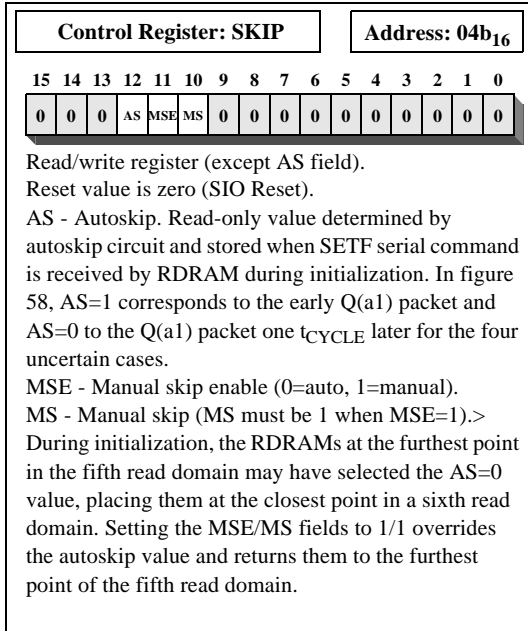 Control Register: SKIP
Address: 04b16
15 14 13 12 11 10 9 8 7 6 5 4 3 2 1 0
0 0 0 AS MSE MS 0 0 0 0 0 0 0 0 0 0
Read/write register (except AS field).
Reset value is zero (SIO Reset).
AS - Autoskip. Read-only value determined by
autoskip circuit and stored when SETF serial command
is received by RDRAM during initialization. In figure
58, AS=1 corresponds to the early Q(a1) packet and
AS=0 to the Q(a1) packet one tCYCLE later for the four
uncertain cases.
MSE - Manual skip enable (0=auto, 1=manual).
MS - Manual skip (MS must be 1 when MSE=1).>
During initialization, the RDRAMs at the furthest point
in the fifth read domain may have selected the AS=0
value, placing them at the closest point in a sixth read
domain. Setting the MSE/MS fields to 1/1 overrides
the autoskip value and returns them to the furthest
point of the fifth read domain.